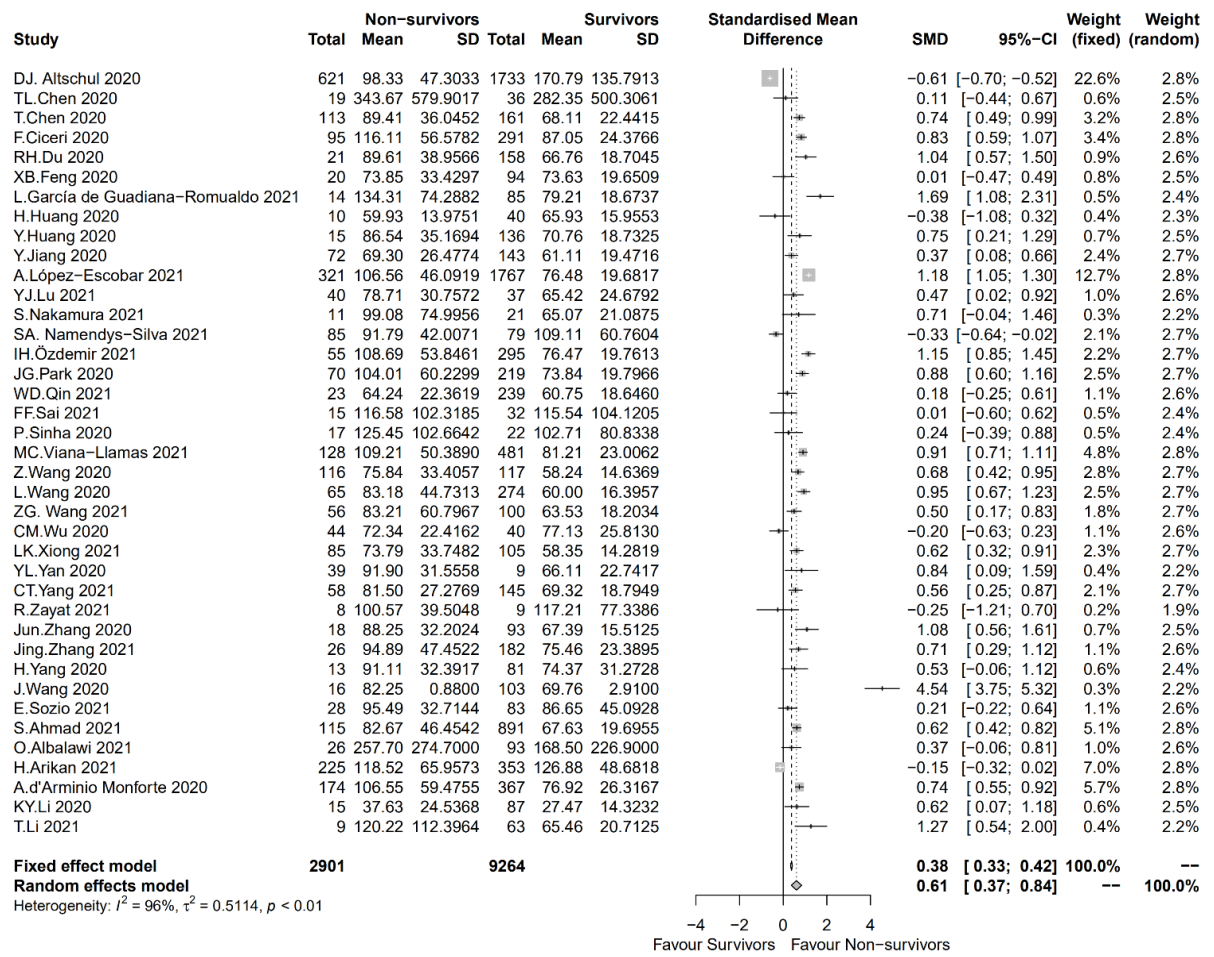 Non−survivors Survivors Standardised Mean Weight Weight
Study Total Mean SD Total Mean SD Difference SMD 95%−CI (fixed) (random)
DJ. Altschul 2020 621 98.33 47.3033 1733 170.79 135.7913 −0.61 [−0.70; −0.52] 22.6% 2.8%
TL.Chen 2020 19 343.67 579.9017 36 282.35 500.3061 0.11 [−0.44; 0.67] 0.6% 2.5%
T.Chen 2020 113 89.41 36.0452 161 68.11 22.4415 0.74 [ 0.49; 0.99] 3.2% 2.8%
F.Ciceri 2020 95 116.11 56.5782 291 87.05 24.3766 0.83 [ 0.59; 1.07] 3.4% 2.8%
RH.Du 2020 21 89.61 38.9566 158 66.76 18.7045 1.04 [ 0.57; 1.50] 0.9% 2.6%
XB.Feng 2020 20 73.85 33.4297 94 73.63 19.6509 0.01 [−0.47; 0.49] 0.8% 2.6%
L.García de Guadiana−Romualdo 2021 14 134.31 74.2882 85 79.21 18.6737 1.69 [ 1.08; 2.31] 0.5% 2.4%
H.Huang 2020 10 59.93 13.9751 40 65.93 15.9553 −0.38 [−1.08; 0.32] 0.4% 2.3%
Y.Huang 2020 15 86.54 35.1694 136 70.76 18.7325 0.75 [ 0.21; 1.29] 0.7% 2.5%
Y.Jiang 2020 72 69.30 26.4774 143 61.11 19.4716 0.37 [ 0.08; 0.66] 2.4% 2.7%
A.López−Escobar 2021 321 106.56 46.0919 1767 76.48 19.6817 1.18 [ 1.05; 1.30] 12.7% 2.8%
YJ.Lu 2021 40 78.71 30.7572 37 65.42 24.6792 0.47 [ 0.02; 0.92] 1.0% 2.6%
S.Nakamura 2021 11 99.08 74.9956 21 65.07 21.0875 0.71 [−0.04; 1.46] 0.3% 2.2%
SA. Namendys−Silva 2021 85 91.79 42.0071 79 109.11 60.7604 −0.33 [−0.64; −0.02] 2.1% 2.7%
IH.Özdemir 2021 55 108.69 53.8461 295 76.47 19.7613 1.15 [ 0.85; 1.45] 2.2% 2.7%
JG.Park 2020 70 104.01 60.2299 219 73.84 19.7966 0.88 [ 0.60; 1.16] 2.5% 2.7%
WD.Qin 2021 23 64.24 22.3619 239 60.75 18.6460 0.18 [−0.25; 0.61] 1.1% 2.6%
FF.Sai 2021 15 116.58 102.3185 32 115.54 104.1205 0.01 [−0.60; 0.62] 0.5% 2.4%
P.Sinha 2020 17 125.45 102.6642 22 102.71 80.8338 0.24 [−0.39; 0.88] 0.5% 2.4%
MC.Viana−Llamas 2021 128 109.21 50.3890 481 81.21 23.0062 0.91 [ 0.71; 1.11] 4.8% 2.8%
Z.Wang 2020 116 75.84 33.4057 117 58.24 14.6369 0.68 [ 0.42; 0.95] 2.8% 2.7%
L.Wang 2020 65 83.18 44.7313 274 60.00 16.3957 0.95 [ 0.67; 1.23] 2.5% 2.7%
ZG. Wang 2021 56 83.21 60.7967 100 63.53 18.2034 0.50 [ 0.17; 0.83] 1.8% 2.7%
CM.Wu 2020 44 72.34 22.4162 40 77.13 25.8130 −0.20 [−0.63; 0.23] 1.1% 2.6%
LK.Xiong 2021 85 73.79 33.7482 105 58.35 14.2819 0.62 [ 0.32; 0.91] 2.3% 2.7%
YL.Yan 2020 39 91.90 31.5558 9 66.11 22.7417 0.84 [ 0.09; 1.59] 0.4% 2.2%
CT.Yang 2021 58 81.50 27.2769 145 69.32 18.7949 0.56 [ 0.25; 0.87] 2.1% 2.7%
R.Zayat 2021 8 100.57 39.5048 9 117.21 77.3386 −0.25 [−1.21; 0.70] 0.2% 1.9%
Jun.Zhang 2020 18 88.25 32.2024 93 67.39 15.5125 1.08 [ 0.56; 1.61] 0.7% 2.5%
Jing.Zhang 2021 26 94.89 47.4522 182 75.46 23.3895 0.71 [ 0.29; 1.12] 1.1% 2.6%
H.Yang 2020 13 91.11 32.3917 81 74.37 31.2728 0.53 [−0.06; 1.12] 0.6% 2.4%
J.Wang 2020 16 82.25 0.8800 103 69.76 2.9100 4.54 [ 3.75; 5.32] 0.3% 2.2%
E.Sozio 2021 28 95.49 32.7144 83 86.65 45.0928 0.21 [−0.22; 0.64] 1.1% 2.6%
S.Ahmad 2021 115 82.67 46.4542 891 67.63 19.6955 0.62 [ 0.42; 0.82] 5.1% 2.8%
O.Albalawi 2021 26 257.70 274.7000 93 168.50 226.9000 0.37 [−0.06; 0.81] 1.0% 2.6%
H.Arikan 2021 225 118.52 65.9573 353 126.88 48.6818 −0.15 [−0.32; 0.02] 7.0% 2.8%
A.d'Arminio Monforte 2020 174 106.55 59.4755 367 76.92 26.3167 0.74 [ 0.55; 0.92] 5.7% 2.8%
KY.Li 2020 15 37.63 24.5368 87 27.47 14.3232 0.62 [ 0.07; 1.18] 0.6% 2.5%
T.Li 2021 9 120.22 112.3964 63 65.46 20.7125 1.27 [ 0.54; 2.00] 0.4% 2.2%
Fixed effect model 2901 9264 0.38 [ 0.33; 0.42] 100.0% −−
Random effects model 0.61 [ 0.37; 0.84] −− 100.0%
Heterogeneity: I² = 96%, τ² = 0.5114, p < 0.01
−4 −2 0 2 4
Favour Survivors Favour Non−survivors